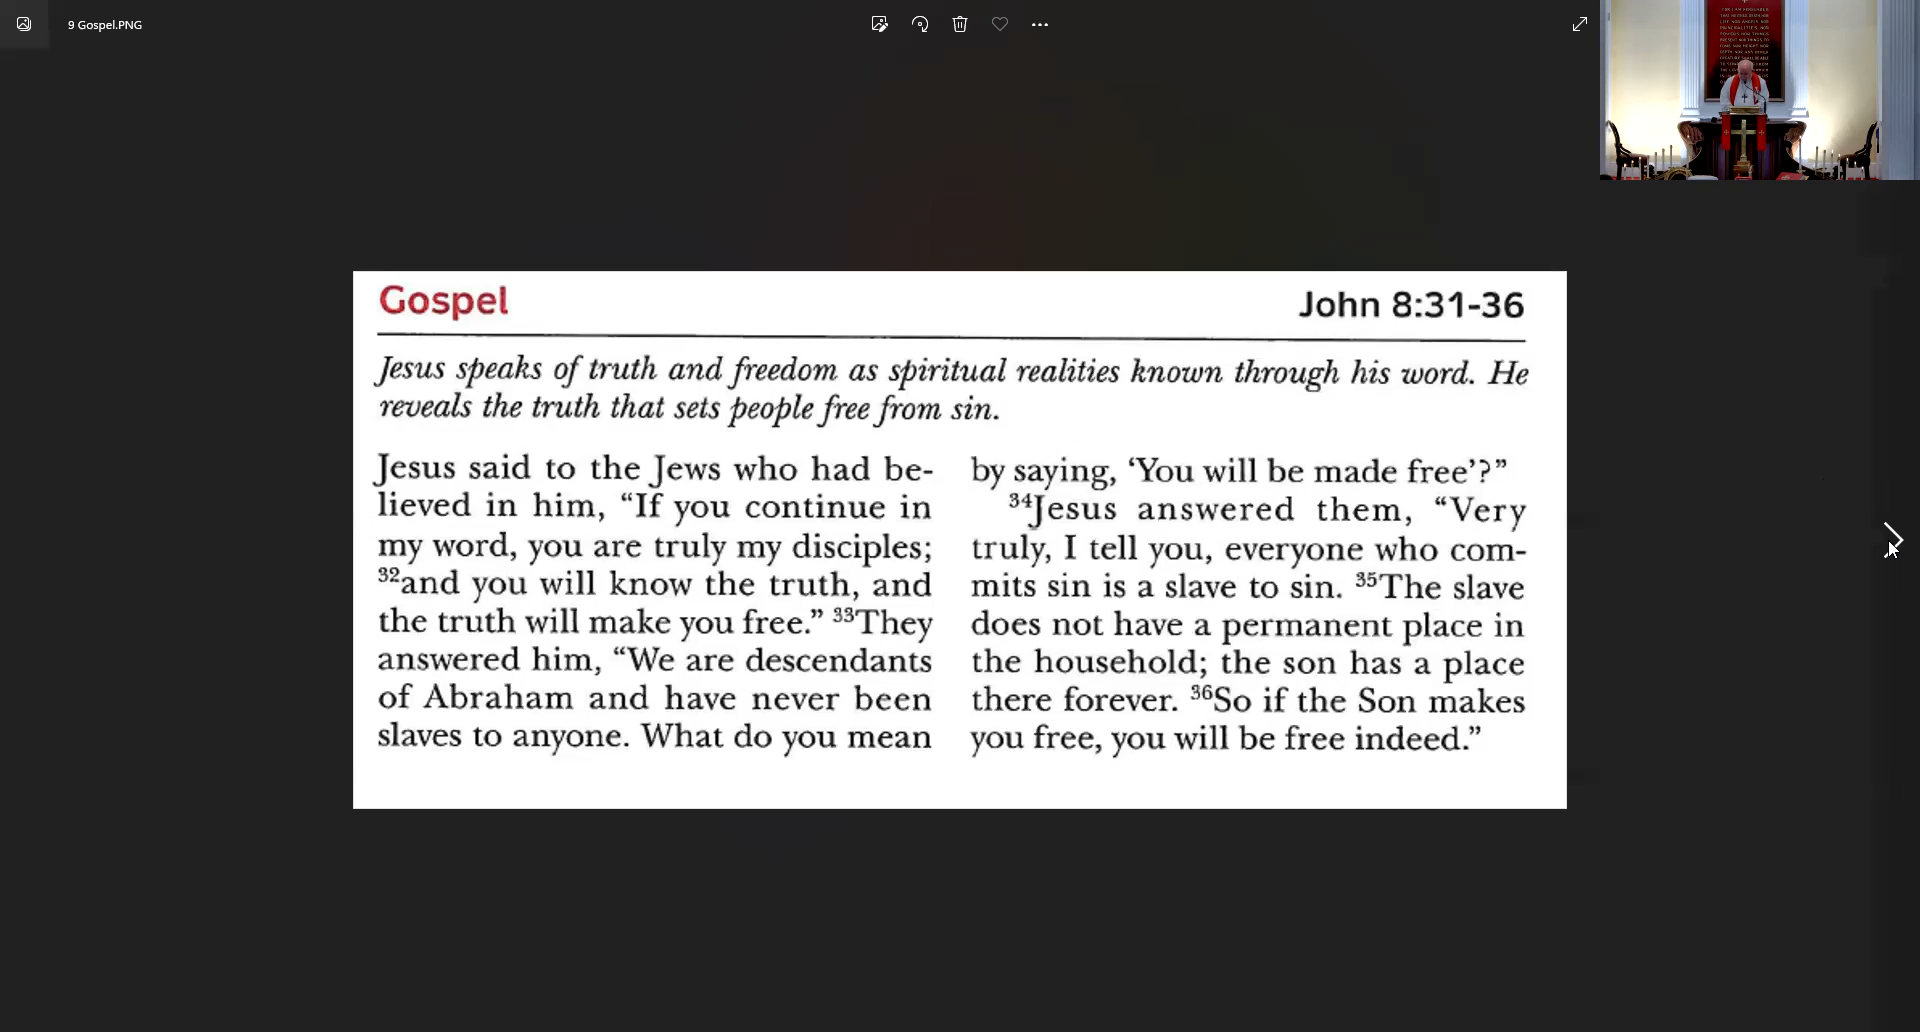 9 Gospel.PNG
Gospel
John 8:31-36
Jesus speaks of truth and freedom as spiritual realities known through his word. He
reveals the truth that sets people free from sin.
Jesus said to the Jews who had be-
lieved in him, “If you continue in
my word, you are truly my disciples;
³²and you will know the truth, and
the truth will make you free.” ³³They
answered him, “We are descendants
of Abraham and have never been
slaves to anyone. What do you mean
by saying, ‘You will be made free’?”
³⁴Jesus answered them, “Very
truly, I tell you, everyone who com-
mits sin is a slave to sin. ³⁵The slave
does not have a permanent place in
the household; the son has a place
there forever. ³⁶So if the Son makes
you free, you will be free indeed.”